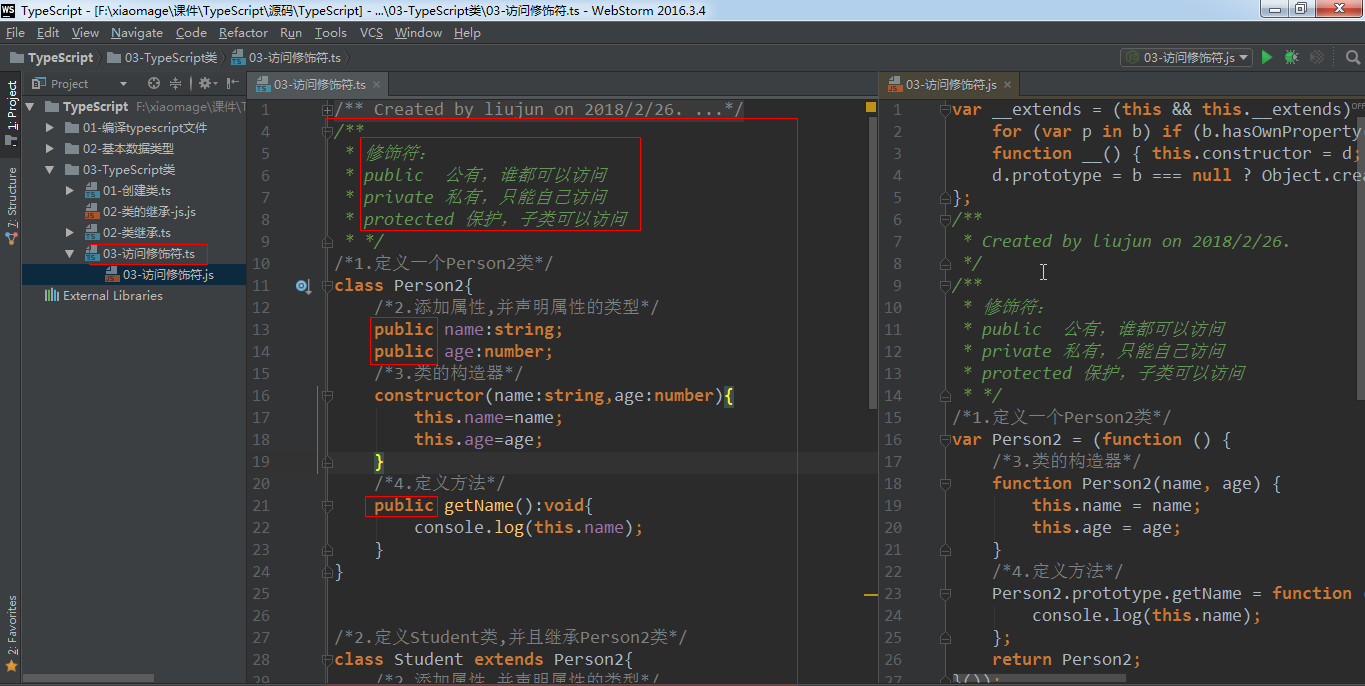 TypeScript - [F:\xiaomage\课件\TypeScript\源码\TypeScript] - ...\03-TypeScript类\03-访问修饰符.ts - WebStorm 2016.3.4
File Edit View Navigate Code Refactor Run Tools VCS Window Help
TypeScript 03-TypeScript类 03-访问修饰符.ts
03-访问修饰符.js
1: Project
7: Structure
2: Favorites
Project
TypeScript F:\xiaomage\课件\T
01-编译typescript文件
02-基本数据类型
03-TypeScript类
01-创建类.ts
02-类的继承-js.js
02-类继承.ts
03-访问修饰符.ts
03-访问修饰符.js
External Libraries
03-访问修饰符.ts
1 /** Created by liujun on 2018/2/26. ...*/
4 /**
5 * 修饰符:
6 * public 公有，谁都可以访问
7 * private 私有，只能自己访问
8 * protected 保护，子类可以访问
9 * */
10 /*1.定义一个Person2类*/
11 class Person2{
12 /*2.添加属性,并声明属性的类型*/
13 public name:string;
14 public age:number;
15 /*3.类的构造器*/
16 constructor(name:string,age:number){
17 this.name=name;
18 this.age=age;
19 }
20 /*4.定义方法*/
21 public getName():void{
22 console.log(this.name);
23 }
24 }
25
26
27 /*2.定义Student类,并且继承Person2类*/
28 class Student extends Person2{
29 /*2.添加属性,并声明属性的类型*/
03-访问修饰符.js
1 var __extends = (this && this.__extends)
2 for (var p in b) if (b.hasOwnProperty
3 function __() { this.constructor = d;
4 d.prototype = b === null ? Object.crea
5 };
6 /**
7 * Created by liujun on 2018/2/26.
8 */
9 /**
10 * 修饰符:
11 * public 公有，谁都可以访问
12 * private 私有，只能自己访问
13 * protected 保护，子类可以访问
14 * */
15 /*1.定义一个Person2类*/
16 var Person2 = (function () {
17 /*3.类的构造器*/
18 function Person2(name, age) {
19 this.name = name;
20 this.age = age;
21 }
22 /*4.定义方法*/
23 Person2.prototype.getName = function (
24 console.log(this.name);
25 };
26 return Person2;
27 }());